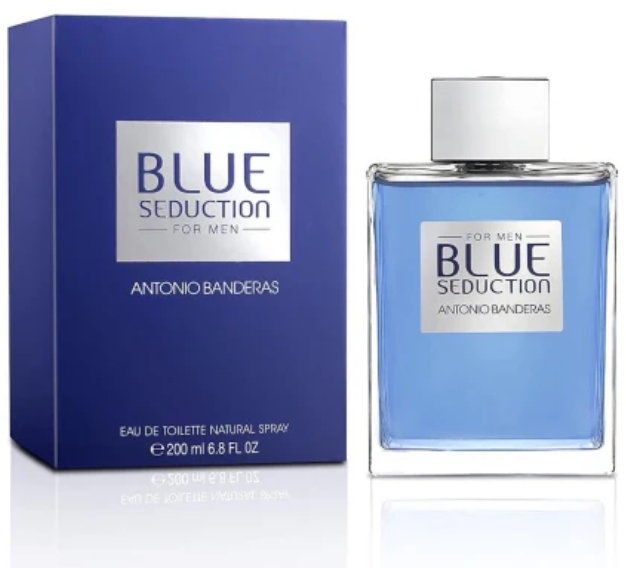 BLUE
SEDUCTION
FOR MEN
ANTONIO BANDERAS
EAU DE TOILETTE NATURAL SPRAY
℮ 200 ml 6.8 FL OZ
FOR MEN
BLUE
SEDUCTION
ANTONIO BANDERAS